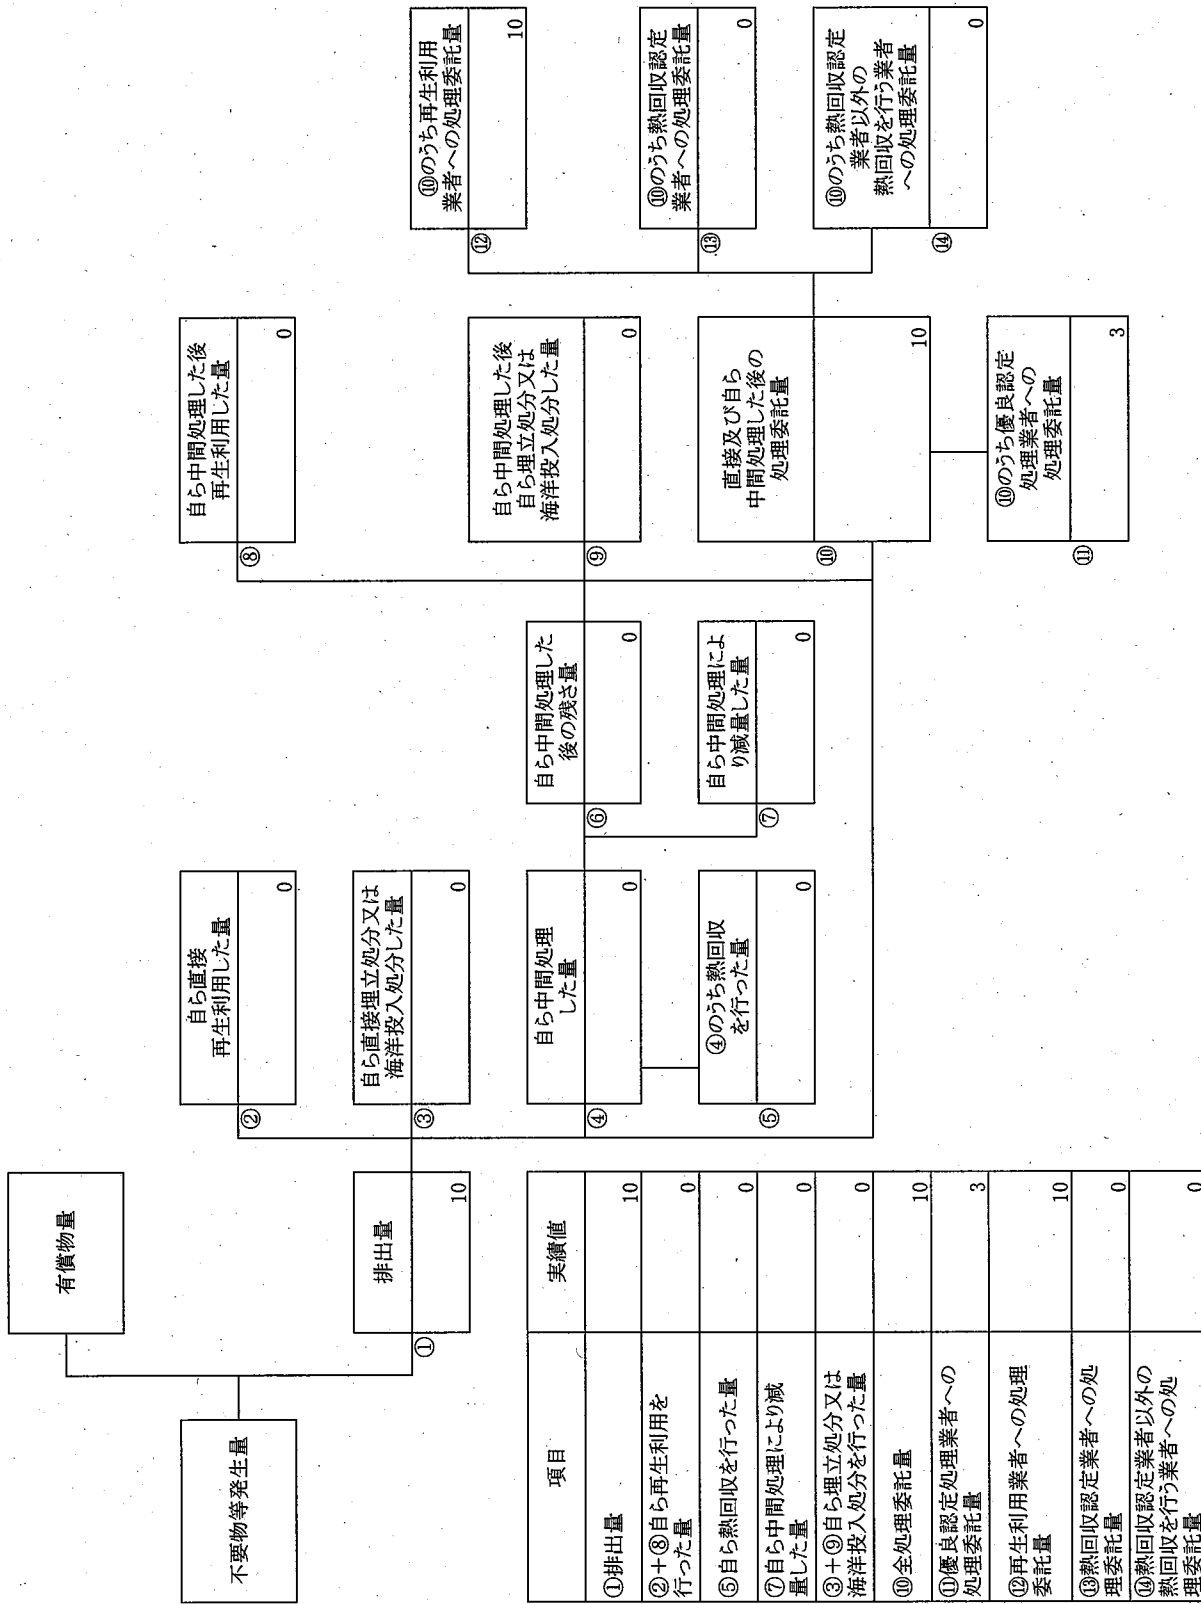 有償物量
不要物等発生量
排出量
①
10
自ら直接
再生利用した量
②
0
自ら直接埋立処分又は
海洋投入処分した量
③
0
自ら中間処理
した量
④
0
④のうち熱回収
を行った量
⑤
0
自ら中間処理した
後の残さ量
⑥
0
自ら中間処理によ
り減量した量
⑦
0
自ら中間処理した後
再生利用した量
⑧
0
自ら中間処理した後
自ら埋立処分又は
海洋投入処分した量
⑨
0
直接及び自ら
中間処理した後の
処理委託量
⑩
10
⑩のうち優良認定
処理業者への
処理委託量
⑪
3
⑩のうち再生利用
業者への処理委託量
⑫
10
⑩のうち熱回収認定
業者への処理委託量
⑬
0
⑩のうち熱回収認定
業者以外の
熱回収を行う業者
への処理委託量
⑭
0
項目 実績値
①排出量 10
②+⑧自ら再生利用を
行った量 0
⑤自ら熱回収を行った量 0
⑦自ら中間処理により減
量した量 0
③+⑨自ら埋立処分又は
海洋投入処分を行った量 0
⑩全処理委託量 10
⑪優良認定処理業者への
処理委託量 3
⑫再生利用業者への処理
委託量 10
⑬熱回収認定業者への処
理委託量 0
⑭熱回収認定業者以外の
熱回収を行う業者への処
理委託量 0